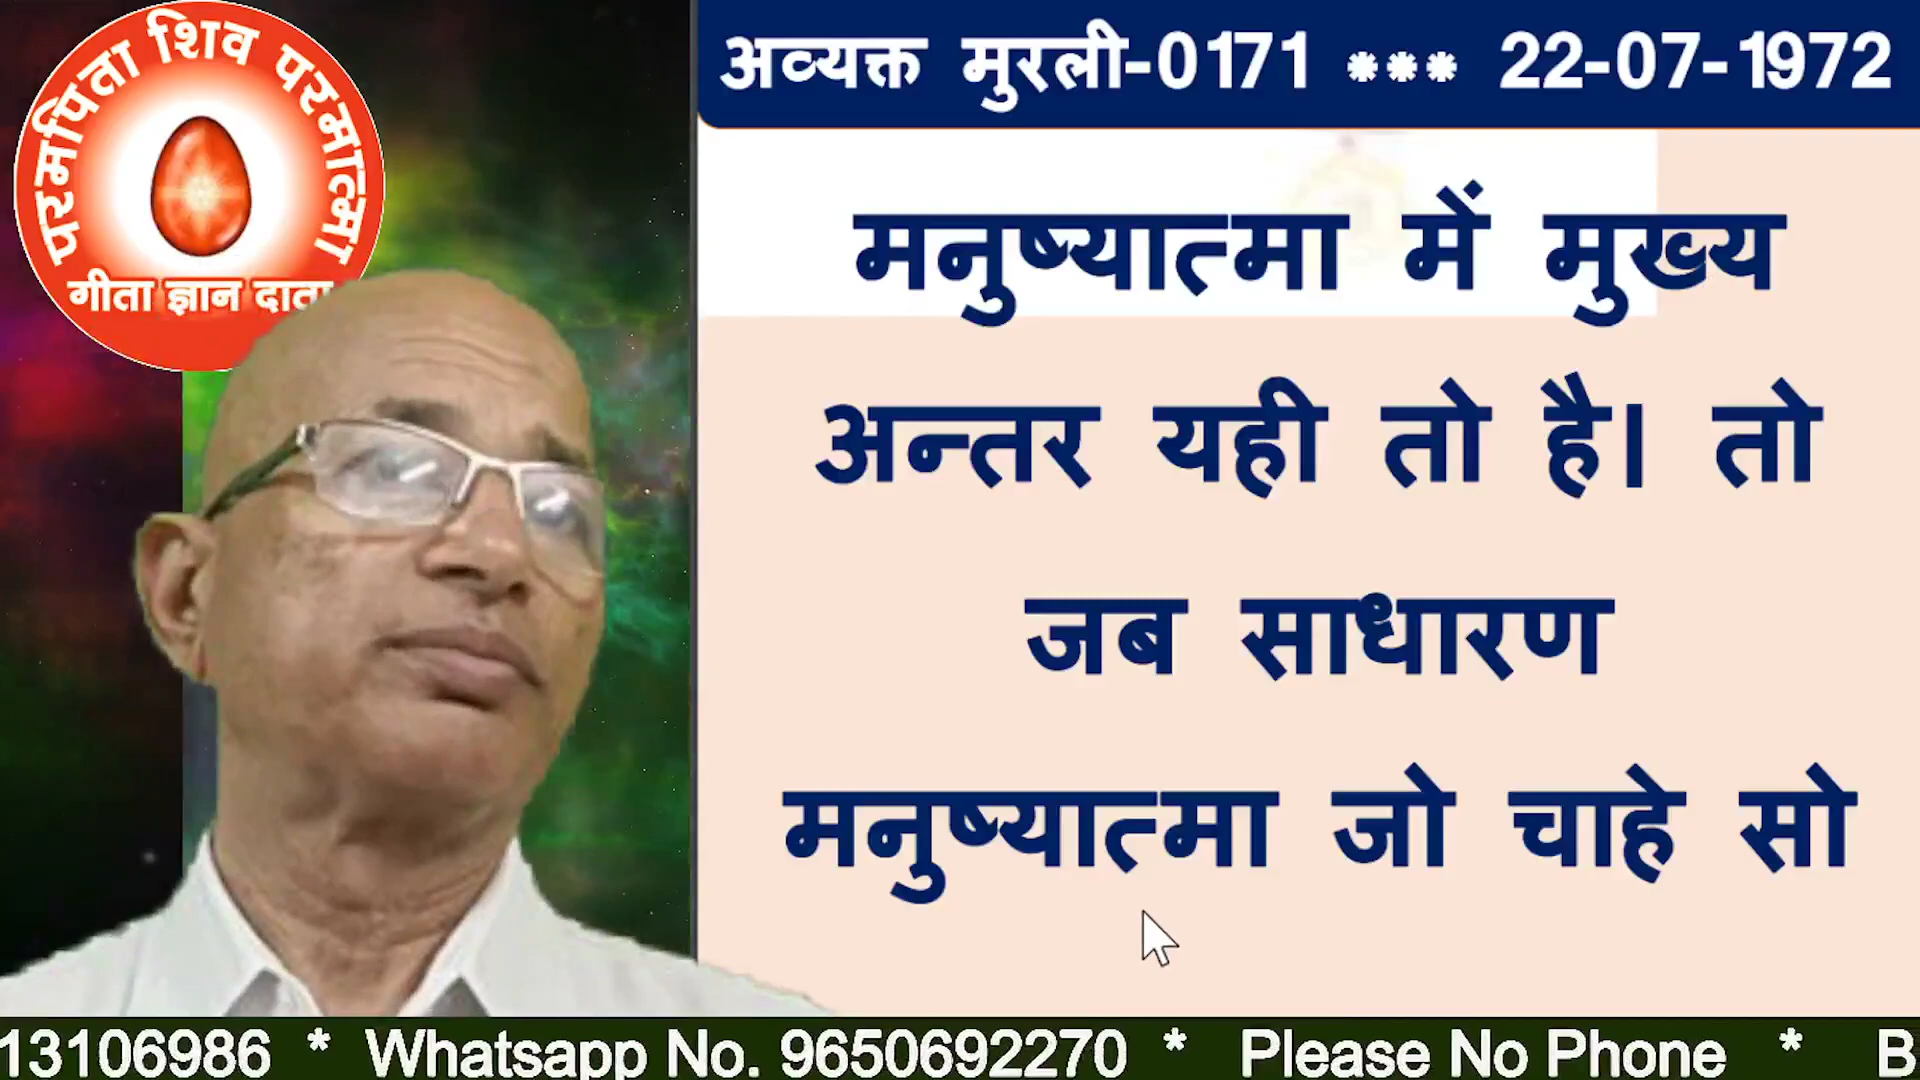 परमपिता शिव परमात्मा
गीता ज्ञान दाता
अव्यक्त मुरली-0171 *** 22-07-1972
मनुष्यात्मा में मुख्य
अन्तर यही तो है। तो
जब साधारण
मनुष्यात्मा जो चाहे सो
13106986 * Whatsapp No. 9650692270 * Please No Phone * B